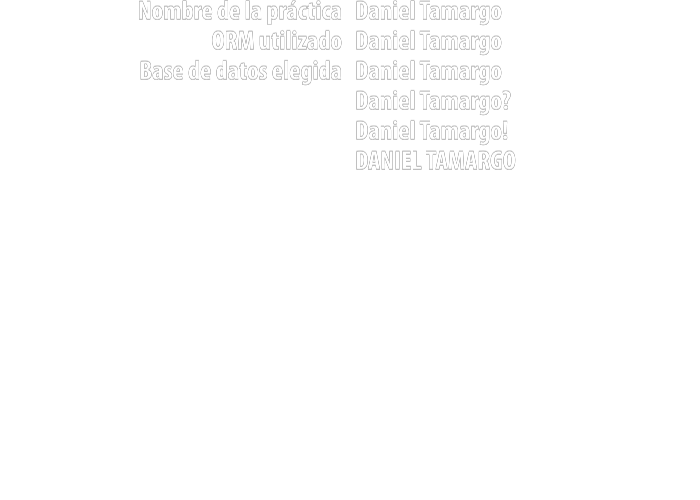 Nombre de la práctica Daniel Tamargo
ORM utilizado Daniel Tamargo
Base de datos elegida Daniel Tamargo
Daniel Tamargo?
Daniel Tamargo!
DANIEL TAMARGO